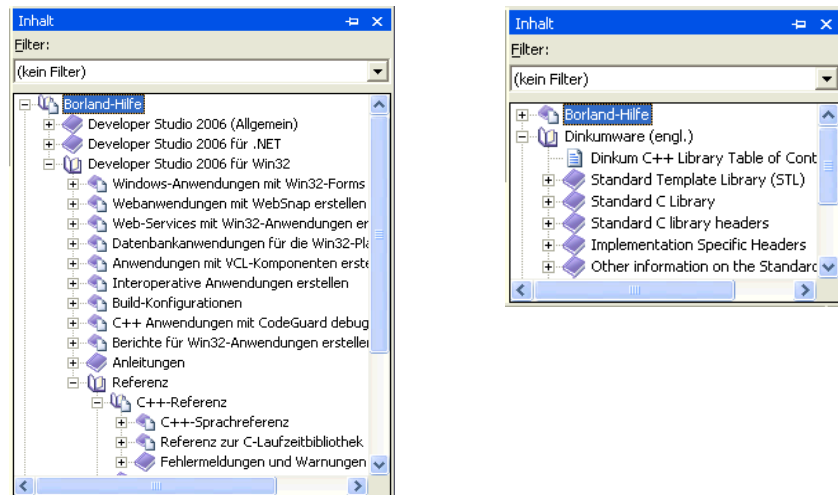 Inhalt
Filter:
(kein Filter)
Borland-Hilfe
Developer Studio 2006 (Allgemein)
Developer Studio 2006 für .NET
Developer Studio 2006 für Win32
Windows-Anwendungen mit Win32-Forms
Webanwendungen mit WebSnap erstellen
Web-Services mit Win32-Anwendungen er
Datenbankanwendungen für die Win32-Pla
Anwendungen mit VCL-Komponenten erste
Interoperative Anwendungen erstellen
Build-Konfigurationen
C++ Anwendungen mit CodeGuard debug
Berichte für Win32-Anwendungen erstellen
Anleitungen
Referenz
C++-Referenz
C++-Sprachreferenz
Referenz zur C-Laufzeitbibliothek
Fehlermeldungen und Warnungen
Inhalt
Filter:
(kein Filter)
Borland-Hilfe
Dinkumware (engl.)
Dinkum C++ Library Table of Cont
Standard Template Library (STL)
Standard C Library
Standard C library headers
Implementation Specific Headers
Other information on the Standard